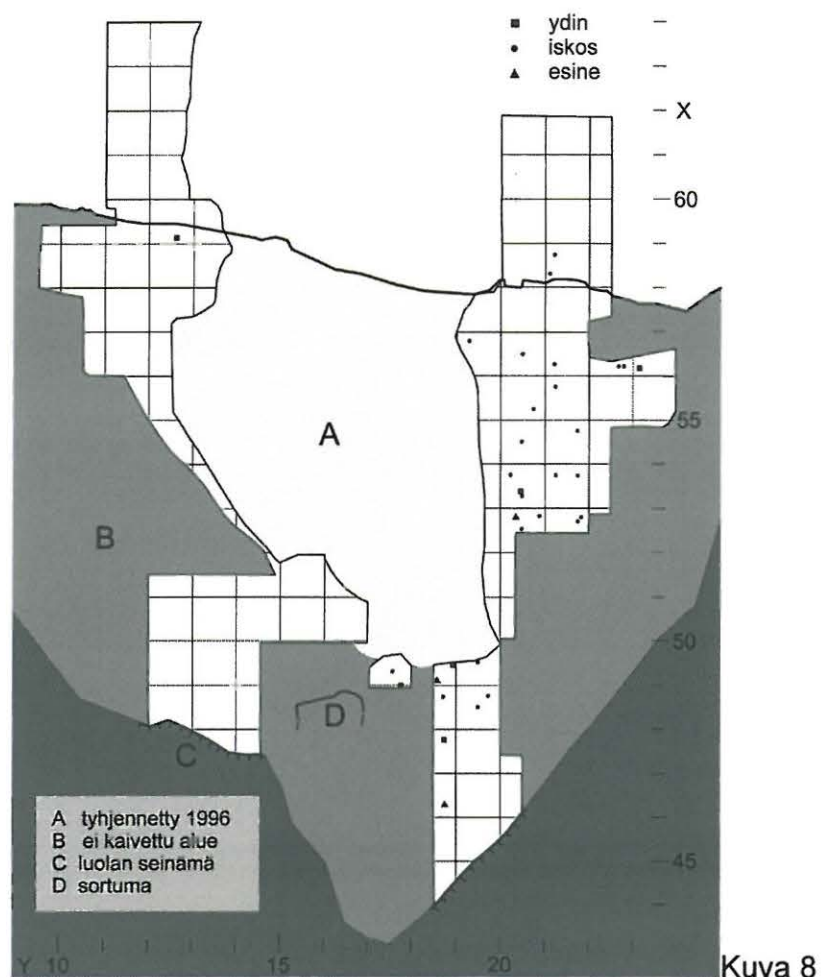 ydin
iskos
esine
X
60
A
55
B
50
D
C
A tyhjennetty 1996
B ei kaivettu alue
C luolan seinämä
D sortuma
45
Y 10
15
20
Kuva 8